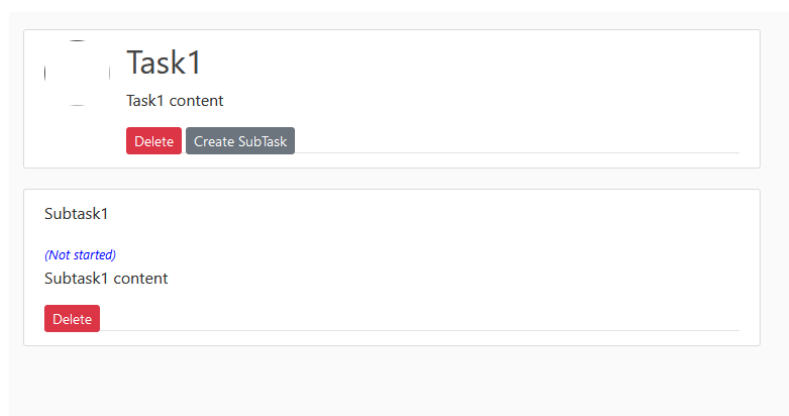 Task1
Task1 content
Delete Create SubTask
Subtask1
(Not started)
Subtask1 content
Delete